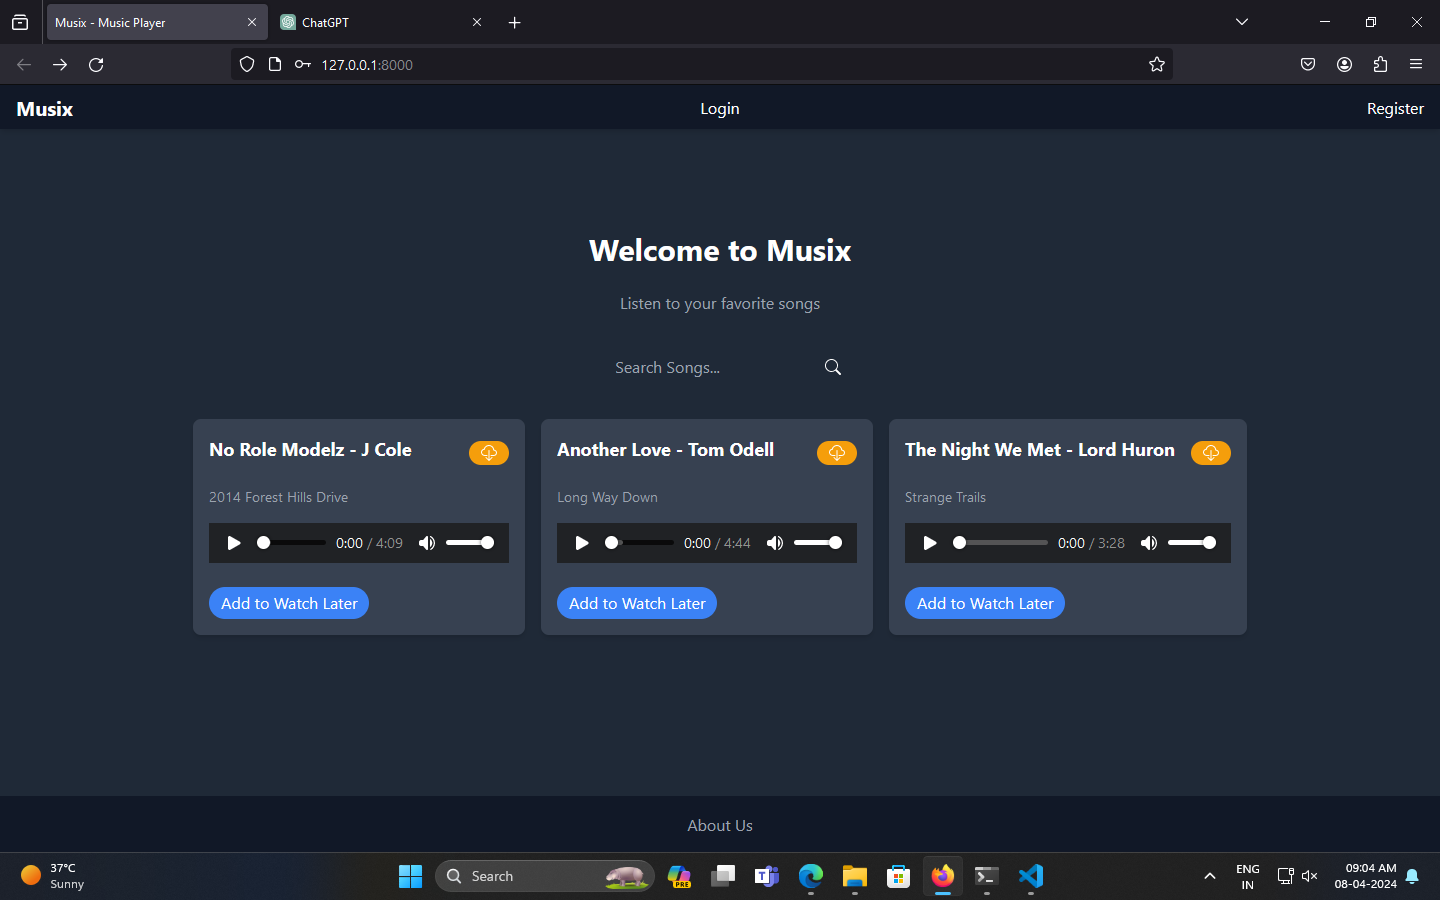 Musix - Music Player
ChatGPT
127.0.0.1:8000
Musix
Login
Register
Welcome to Musix
Listen to your favorite songs
Search Songs...
No Role Modelz - J Cole
2014 Forest Hills Drive
0:00 / 4:09
Add to Watch Later
Another Love - Tom Odell
Long Way Down
0:00 / 4:44
Add to Watch Later
The Night We Met - Lord Huron
Strange Trails
0:00 / 3:28
Add to Watch Later
About Us
37°C
Sunny
Search
PRE
T
ENG
IN
09:04 AM
08-04-2024